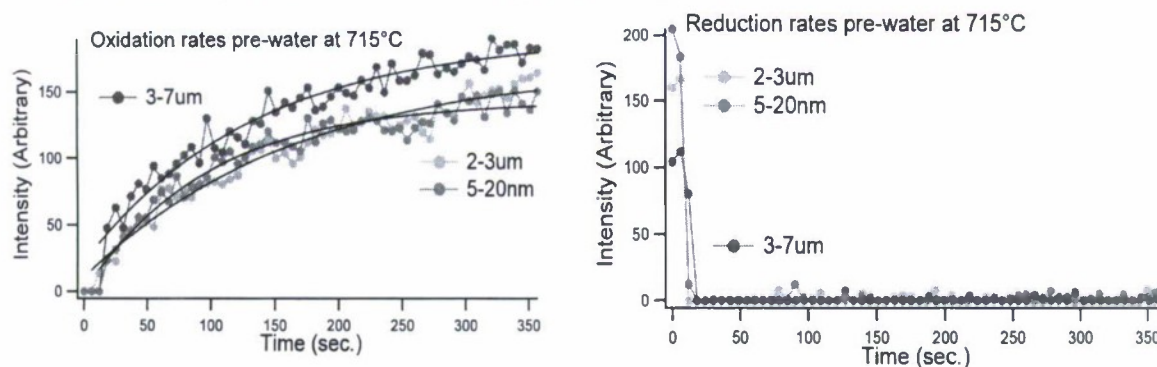 Oxidation rates pre-water at 715°C
Intensity (Arbitrary)
150
100
50
0
3-7um
2-3um
5-20nm
0
50
100
150
200
250
300
350
Time (sec.)
Reduction rates pre-water at 715°C
Intensity (Arbitrary)
200
150
100
50
0
2-3um
5-20nm
3-7um
0
50
100
150
200
250
300
350
Time (sec.)